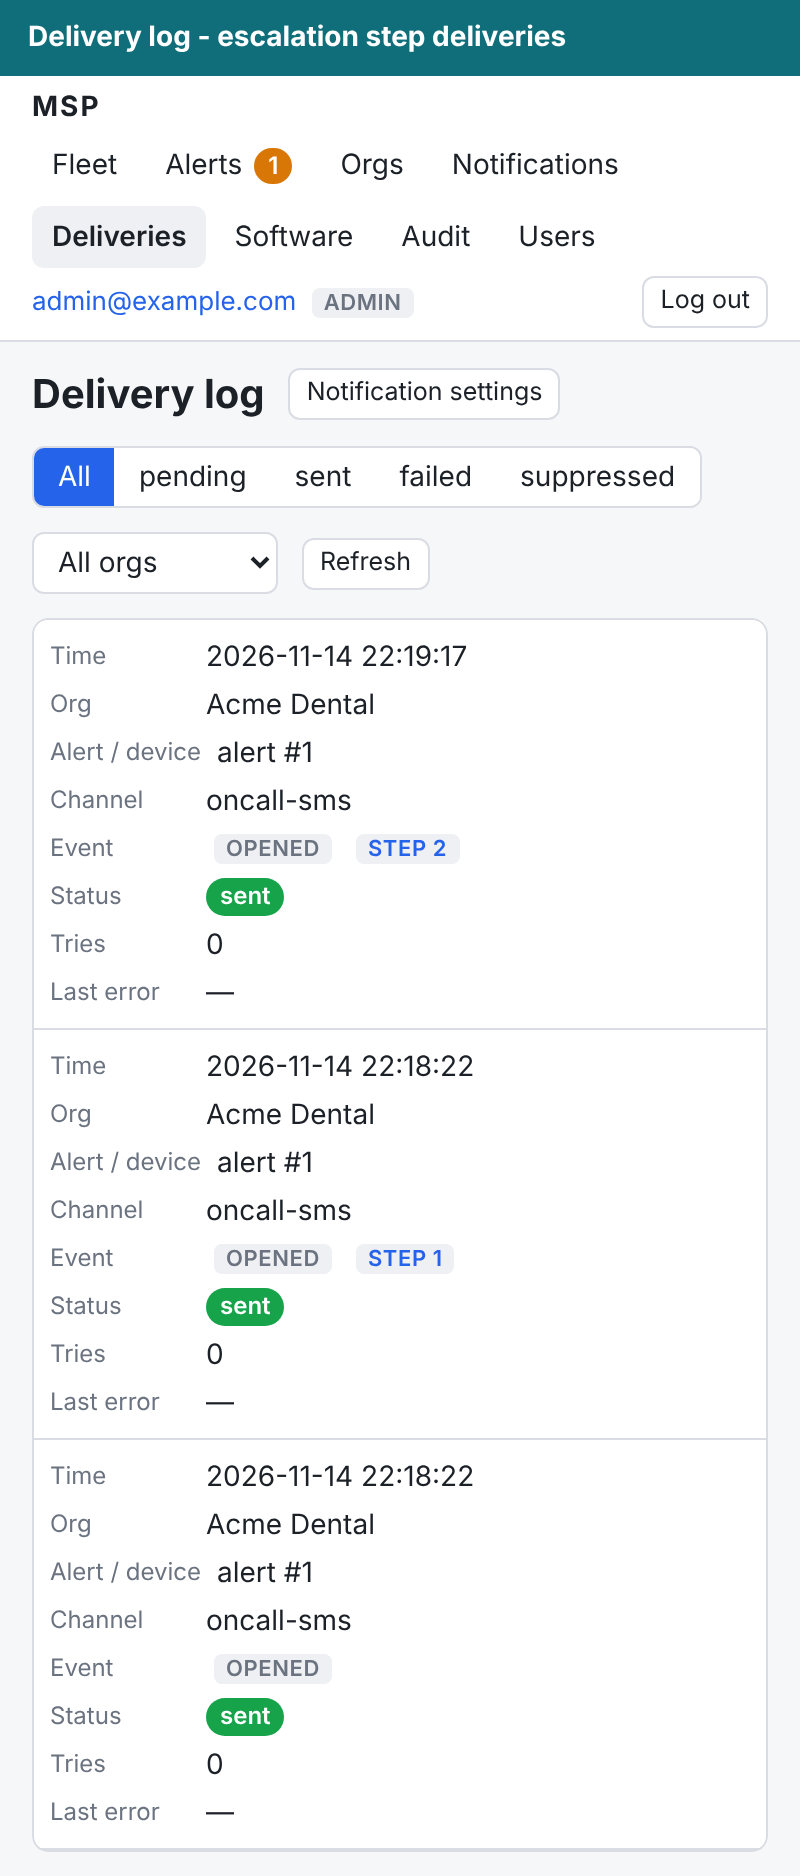 Delivery log - escalation step deliveries
MSP
Fleet Alerts 1 Orgs Notifications
Deliveries Software Audit Users
admin@example.com ADMIN Log out
Delivery log Notification settings
All pending sent failed suppressed
All orgs Refresh
Time 2026-11-14 22:19:17
Org Acme Dental
Alert / device alert #1
Channel oncall-sms
Event OPENED STEP 2
Status sent
Tries 0
Last error —
Time 2026-11-14 22:18:22
Org Acme Dental
Alert / device alert #1
Channel oncall-sms
Event OPENED STEP 1
Status sent
Tries 0
Last error —
Time 2026-11-14 22:18:22
Org Acme Dental
Alert / device alert #1
Channel oncall-sms
Event OPENED
Status sent
Tries 0
Last error —